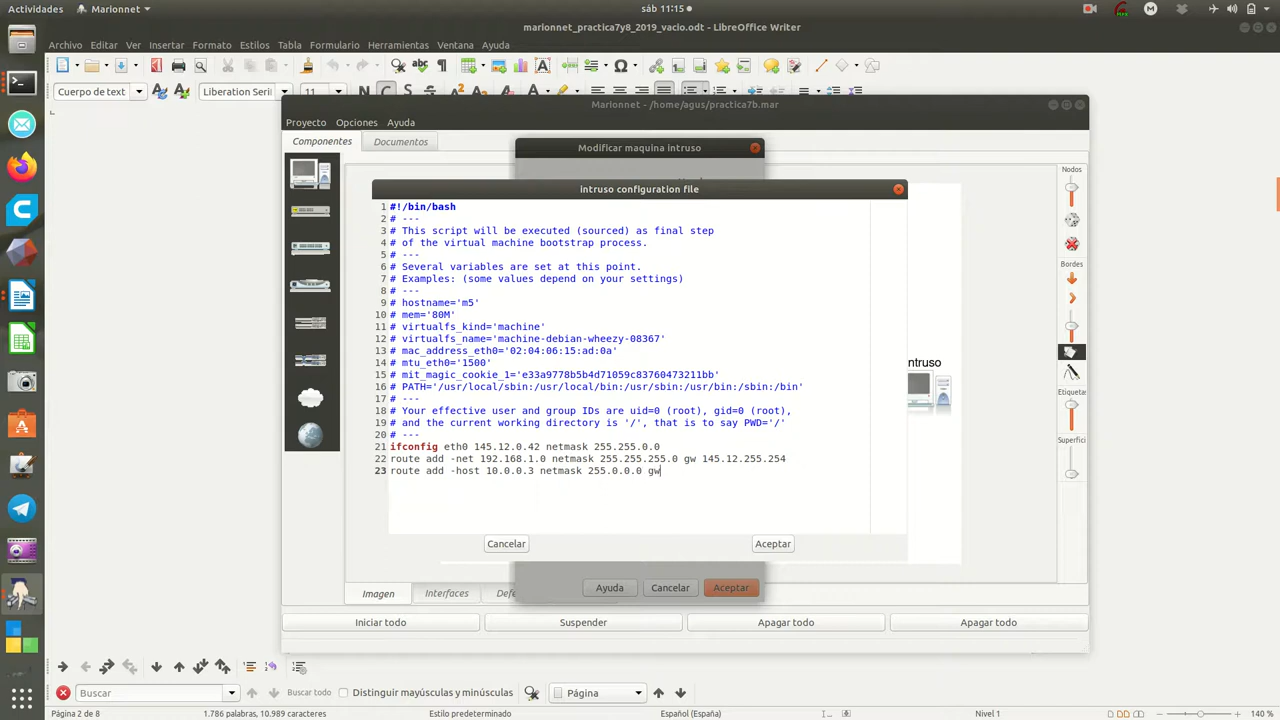 Actividades Marionnet sáb 11:15
marionnet_practica7y8_2019_vacio.odt - LibreOffice Writer
Archivo Editar Ver Insertar Formato Estilos Tabla Formulario Herramientas Ventana Ayuda
Cuerpo de text Liberation Seri 11
Marionnet - /home/agus/practica7b.mar
Proyecto Opciones Ayuda
Componentes Documentos
Modificar maquina intruso
Nodos
intruso configuration file
1 #!/bin/bash
2 # ---
3 # This script will be executed (sourced) as final step
4 # of the virtual machine bootstrap process.
5 # ---
6 # Several variables are set at this point.
7 # Examples: (some values depend on your settings)
8 # ---
9 # hostname='m5'
10 # mem='80M'
11 # virtualfs_kind='machine'
12 # virtualfs_name='machine-debian-wheezy-08367'
13 # mac_address_eth0='02:04:06:15:ad:0a'
14 # mtu_eth0='1500'
15 # mit_magic_cookie_1='e33a9778b5b4d71059c83760473211bb'
16 # PATH='/usr/local/sbin:/usr/local/bin:/usr/sbin:/usr/bin:/sbin:/bin'
17 # ---
18 # Your effective user and group IDs are uid=0 (root), gid=0 (root),
19 # and the current working directory is '/', that is to say PWD='/'
20 # ---
21 ifconfig eth0 145.12.0.42 netmask 255.255.0.0
22 route add -net 192.168.1.0 netmask 255.255.255.0 gw 145.12.255.254
23 route add -host 10.0.0.3 netmask 255.0.0.0 gw
Bordes
ntruso
Etiquetas
Superfici
Cancelar Aceptar
Ayuda Cancelar Aceptar
Imagen Interfaces Defe
Iniciar todo Suspender Apagar todo Apagar todo
Buscar Buscar todo Distinguir mayúsculas y minúsculas Página
Página 2 de 8 1.786 palabras, 10.989 caracteres Estilo predeterminado Español (España) Nivel 1 140 %